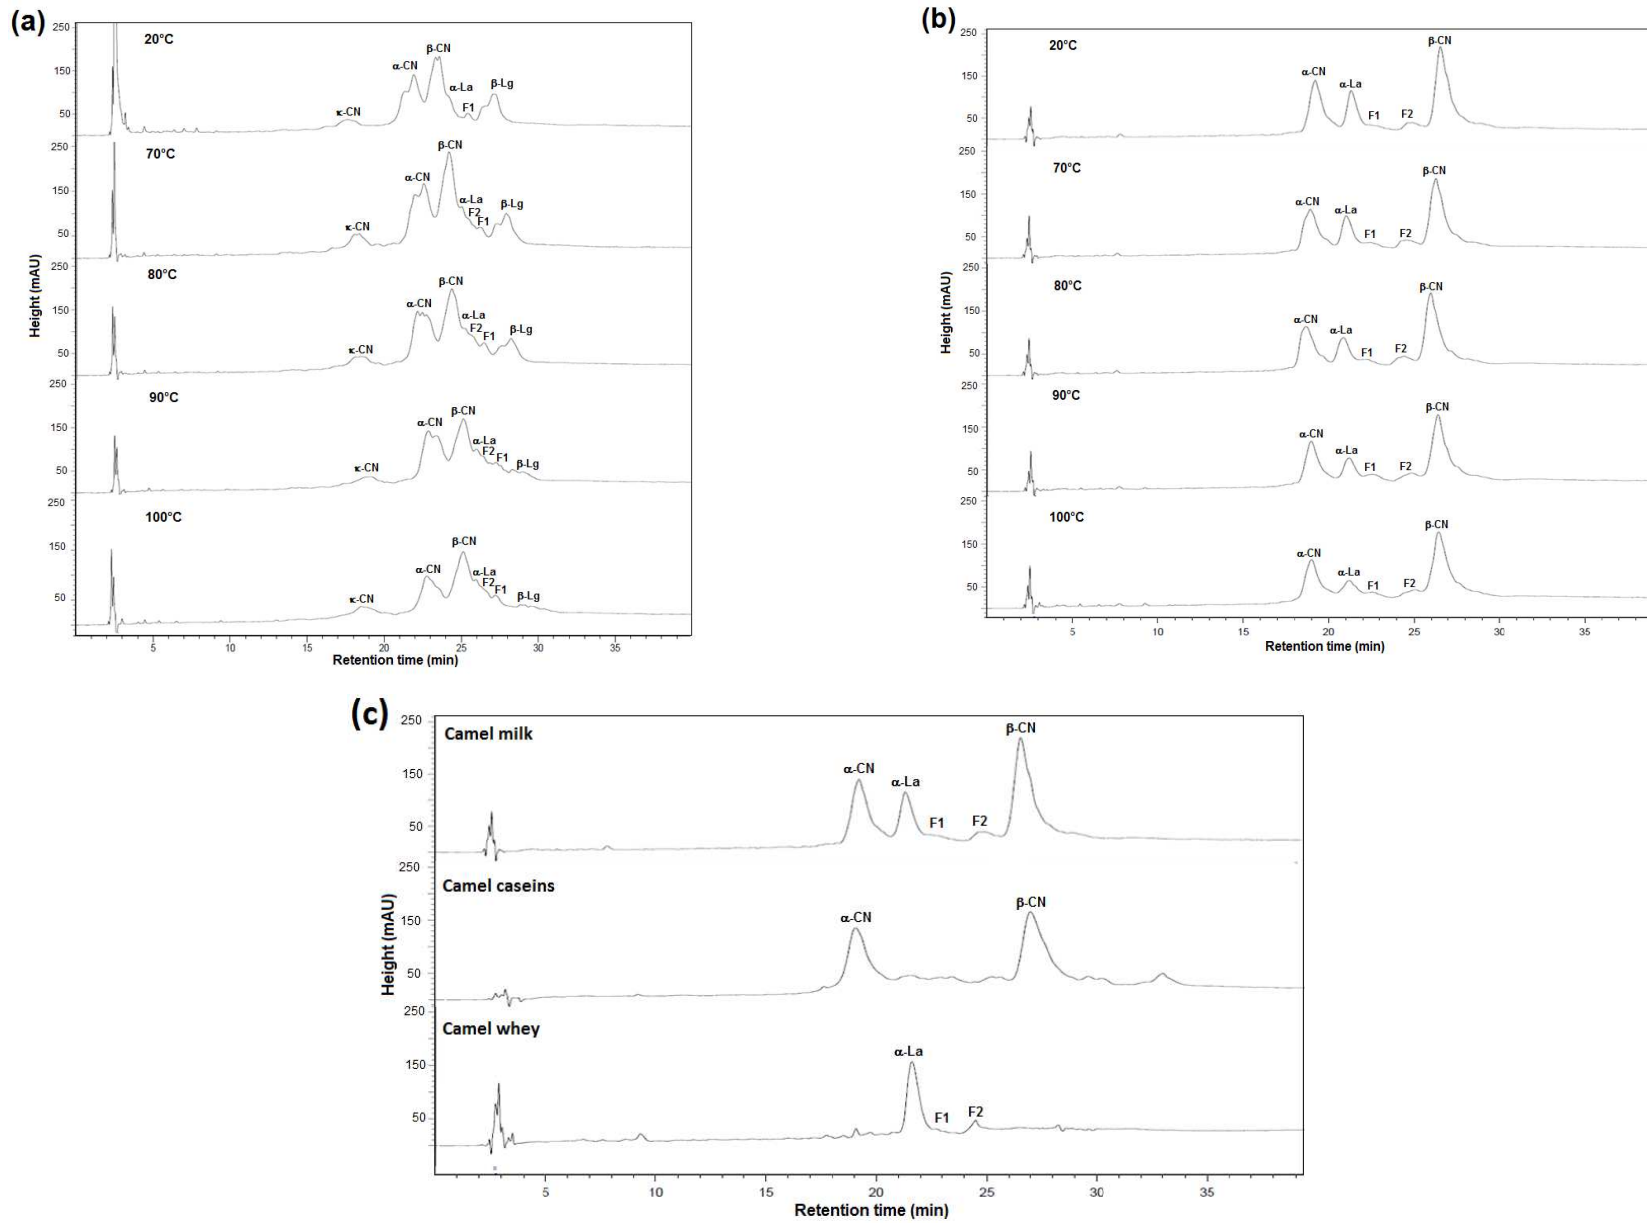 (a)
250
150
50
20°C
κ-CN
α-CN
β-CN
α-La
F1
β-Lg
250
150
50
70°C
κ-CN
α-CN
β-CN
α-La
F2
F1
β-Lg
250
150
50
80°C
κ-CN
α-CN
β-CN
α-La
F2
F1
β-Lg
250
150
50
90°C
κ-CN
α-CN
β-CN
α-La
F2
F1
β-Lg
250
150
50
100°C
κ-CN
α-CN
β-CN
α-La
F2
F1
β-Lg
Height (mAU)
5 10 15 20 25 30 35
Retention time (min)
(b)
250
150
50
20°C
α-CN
α-La
F1
F2
β-CN
250
150
50
70°C
α-CN
α-La
F1
F2
β-CN
250
150
50
80°C
α-CN
α-La
F1
F2
β-CN
250
150
50
90°C
α-CN
α-La
F1
F2
β-CN
250
150
50
100°C
α-CN
α-La
F1
F2
β-CN
Height (mAU)
5 10 15 20 25 30 35
Retention time (min)
(c)
250
150
50
Camel milk
α-CN
α-La
F1
F2
β-CN
250
150
50
Camel caseins
α-CN
β-CN
250
150
50
Camel whey
α-La
F1
F2
Height (mAU)
5 10 15 20 25 30 35
Retention time (min)